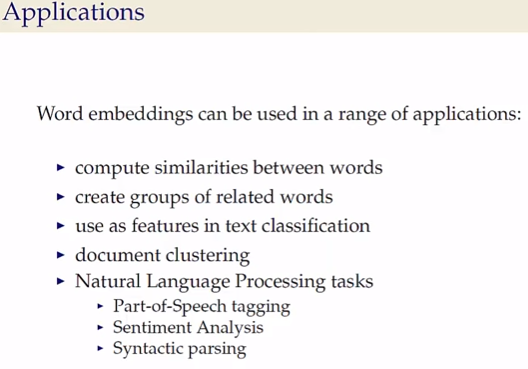 Applications
Word embeddings can be used in a range of applications:
▸ compute similarities between words
▸ create groups of related words
▸ use as features in text classification
▸ document clustering
▸ Natural Language Processing tasks
▸ Part-of-Speech tagging
▸ Sentiment Analysis
▸ Syntactic parsing